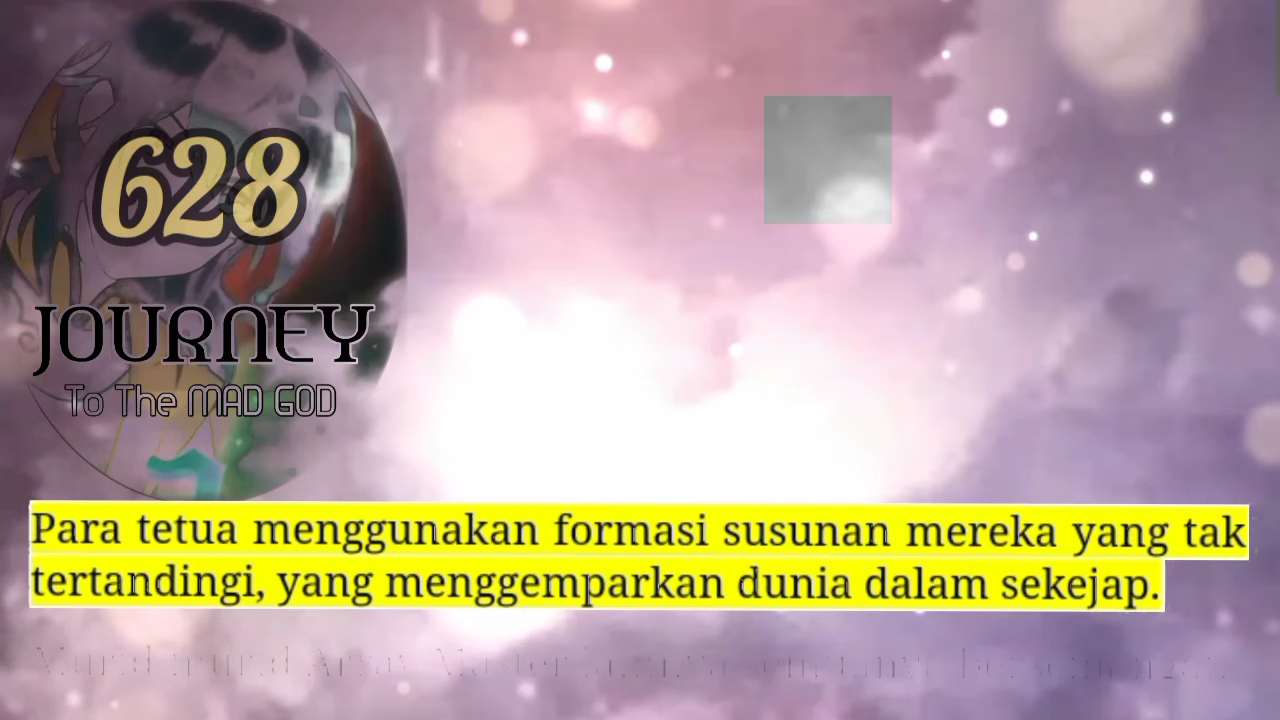 628
JOURNEY
To The MAD GOD
Para tetua menggunakan formasi susunan mereka yang tak
tertandingi, yang menggemparkan dunia dalam sekejap.